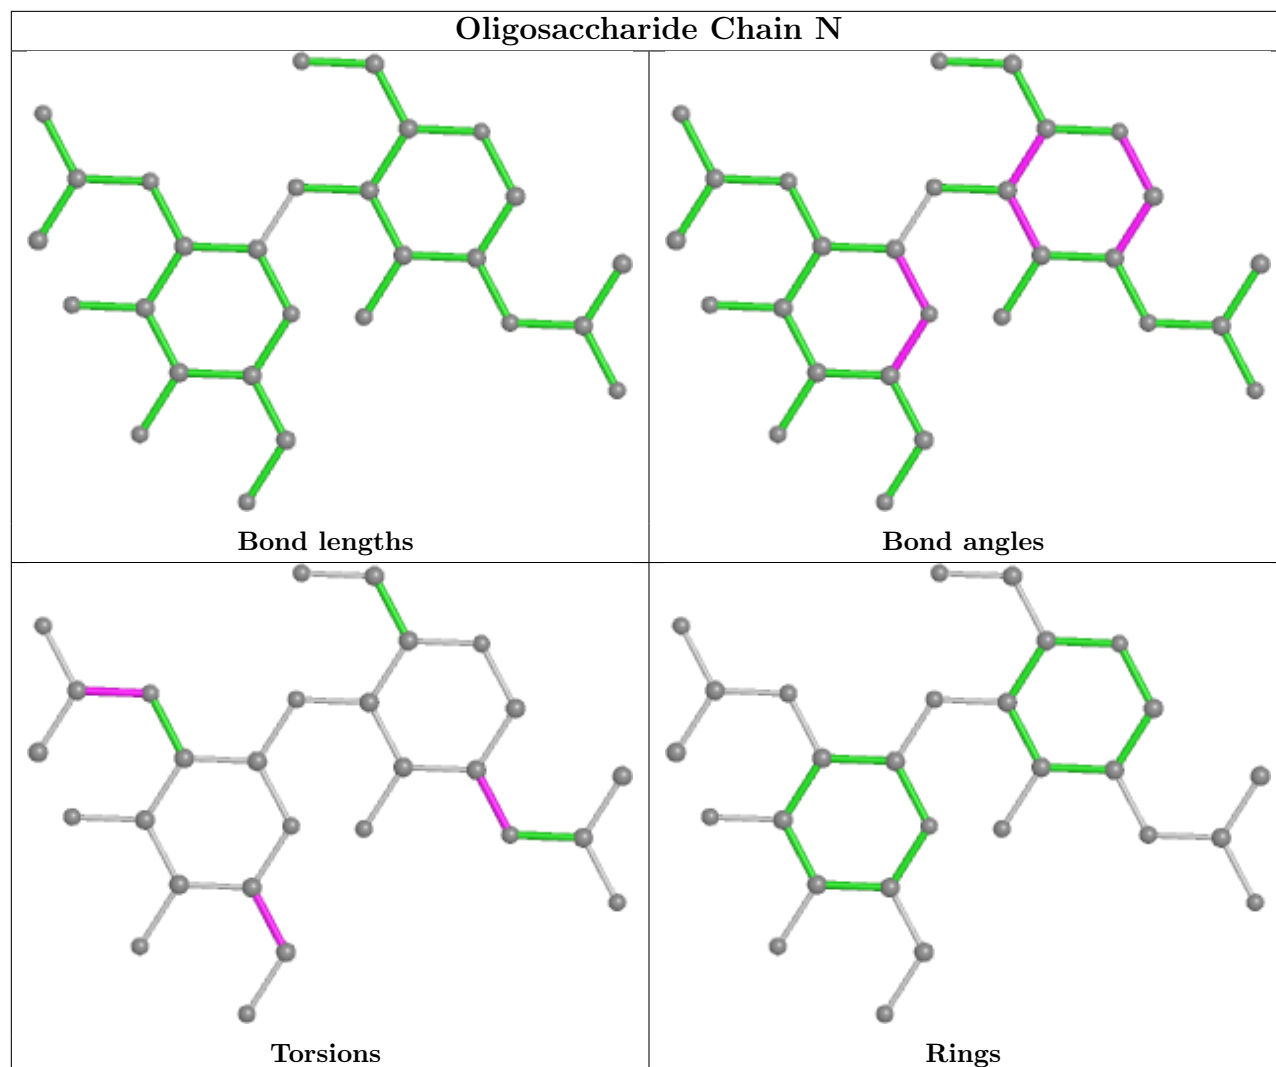 Oligosaccharide Chain N
Bond lengths
Bond angles
Torsions
Rings